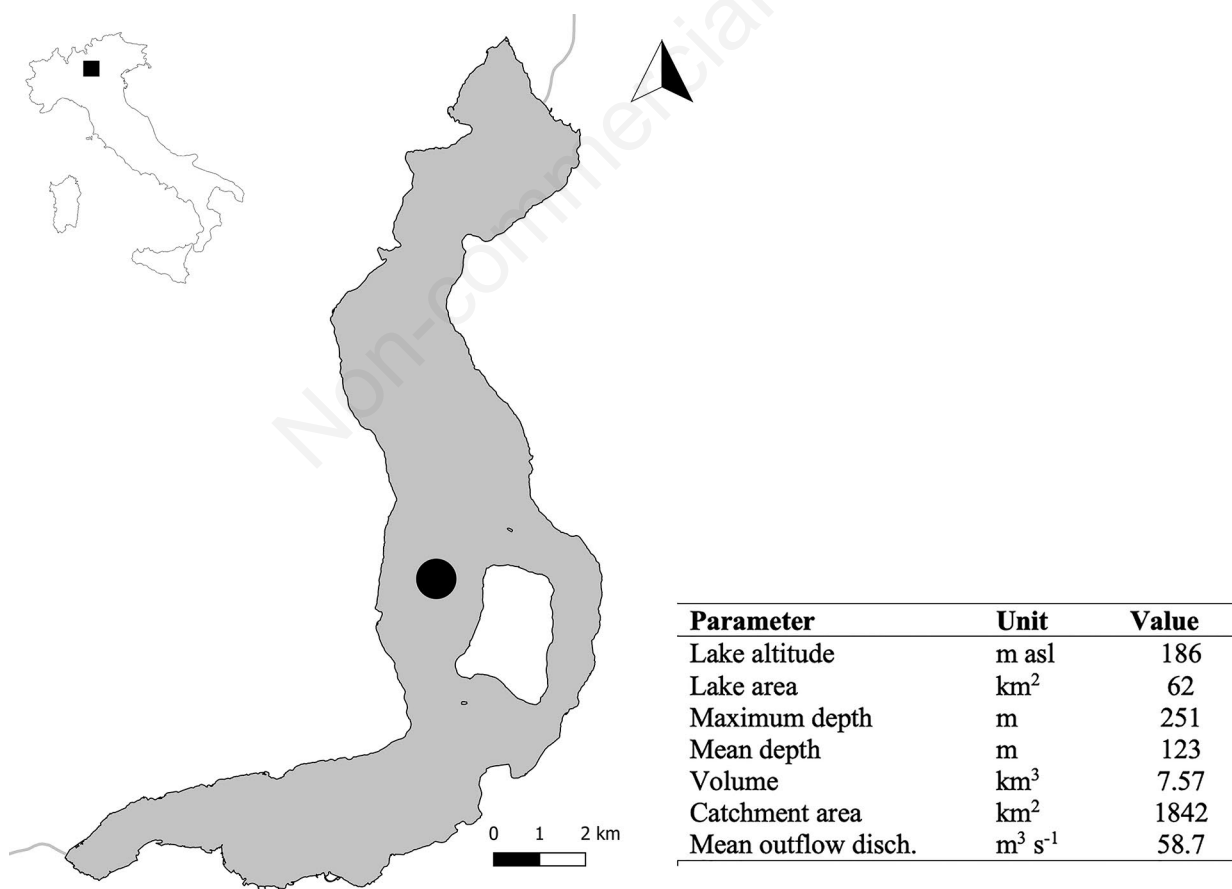 Non-commercial
0 1 2 km
Parameter Unit Value
Lake altitude m asl 186
Lake area km² 62
Maximum depth m 251
Mean depth m 123
Volume km³ 7.57
Catchment area km² 1842
Mean outflow disch. m³ s⁻¹ 58.7